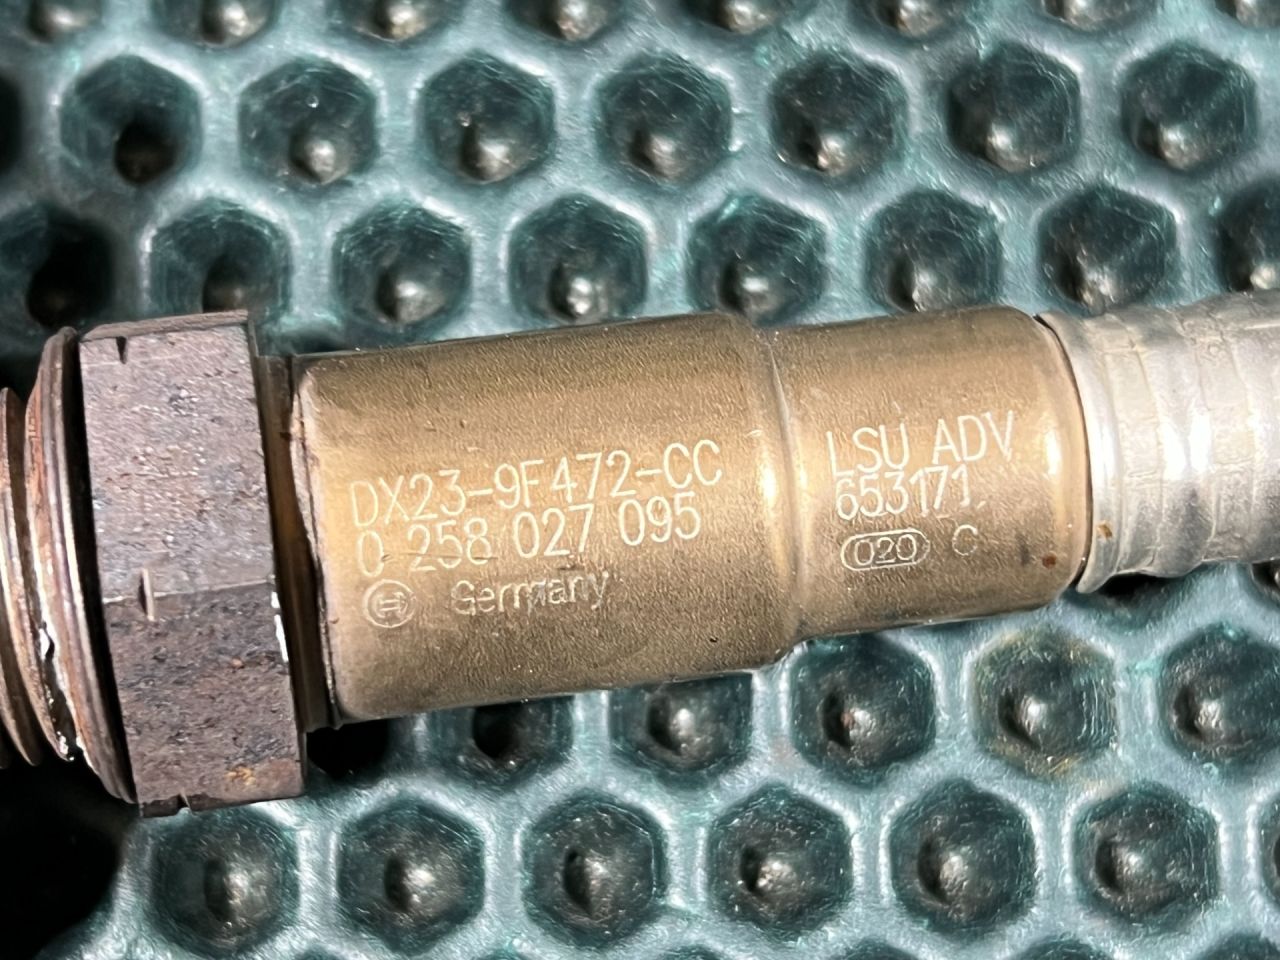 DX23-9F472-CC
0 258 027 095
Germany
LSU ADV
653171
020 C